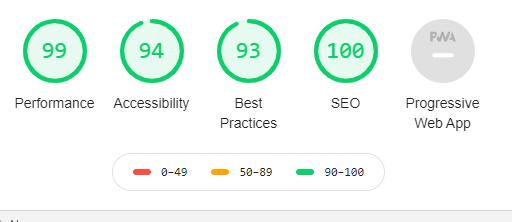 99
94
93
100
PWA
Performance
Accessibility
Best
Practices
SEO
Progressive
Web App
0–49
50–89
90–100